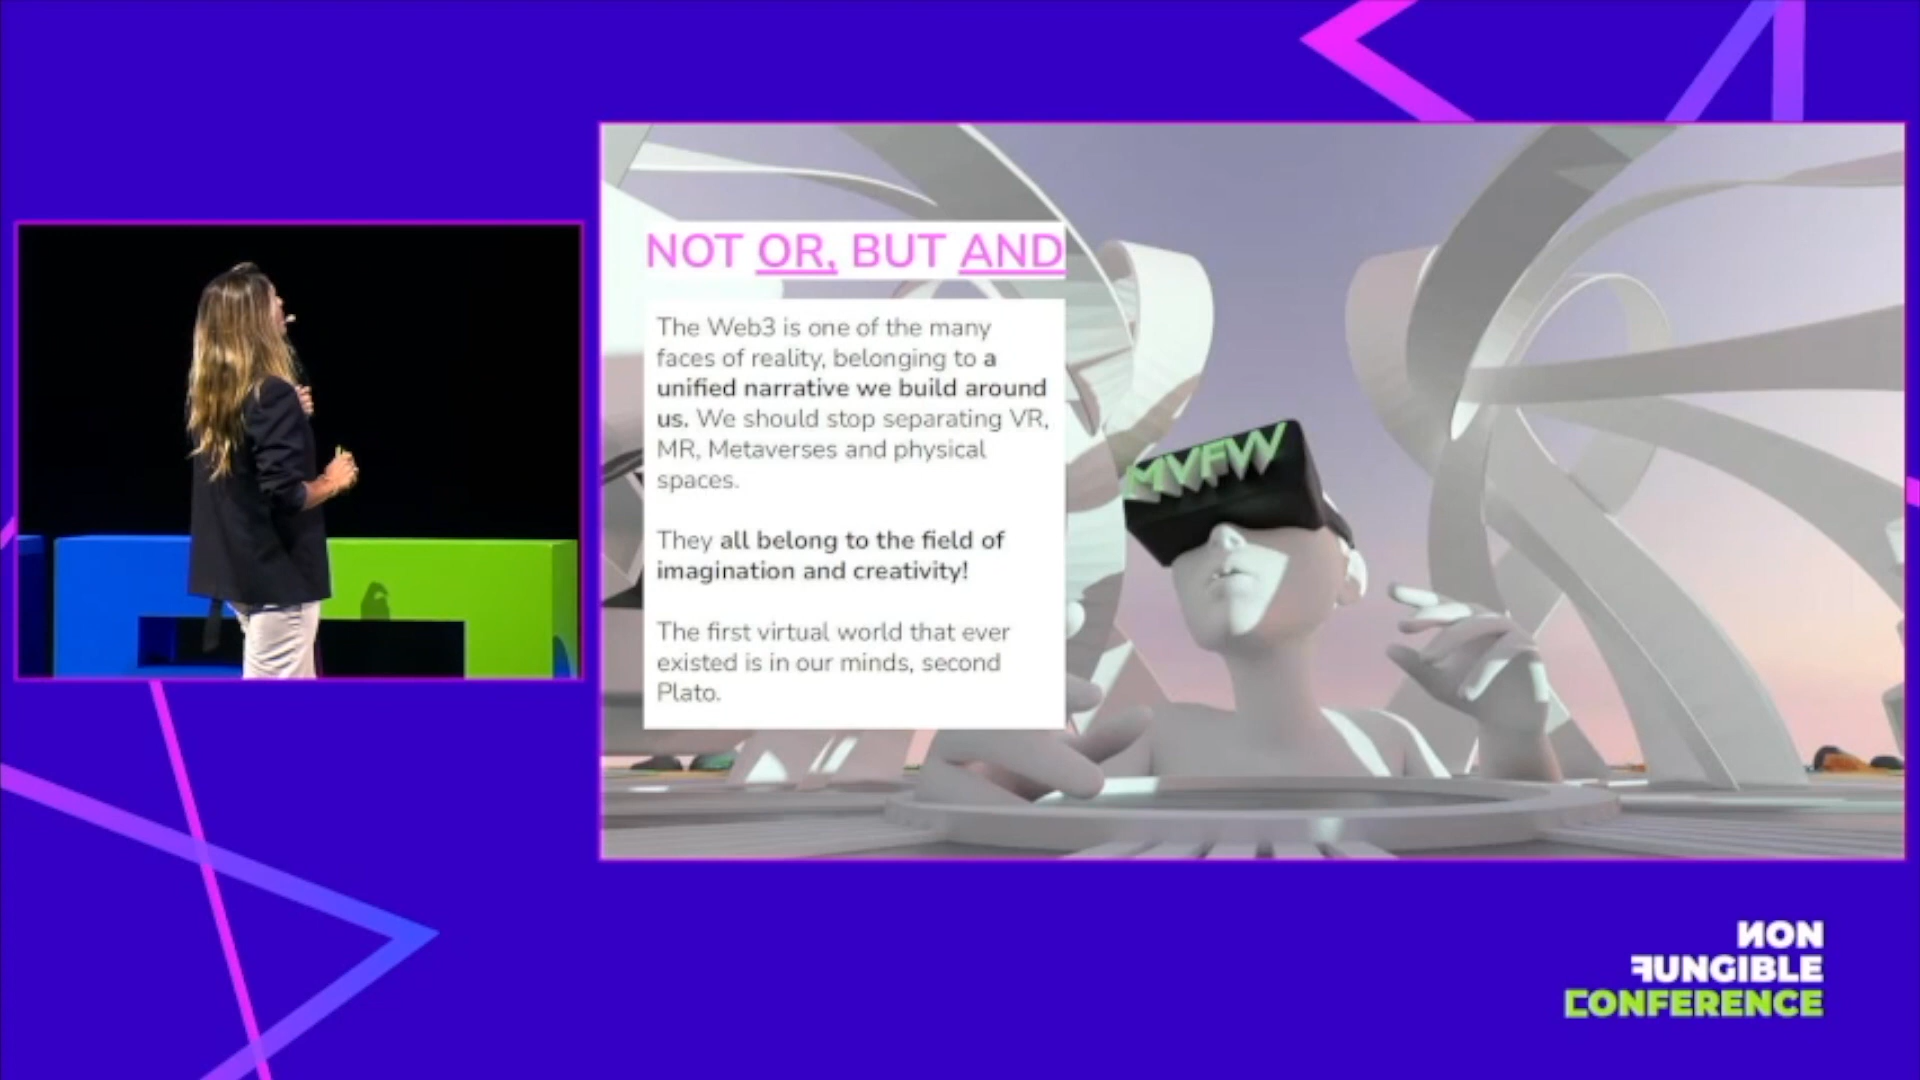 NOT OR, BUT AND
The Web3 is one of the many
faces of reality, belonging to a
unified narrative we build around
us. We should stop separating VR,
MR, Metaverses and physical
spaces.
They all belong to the field of
imagination and creativity!
The first virtual world that ever
existed is in our minds, second
Plato.
MVFW
NON
FUNGIBLE
CONFERENCE